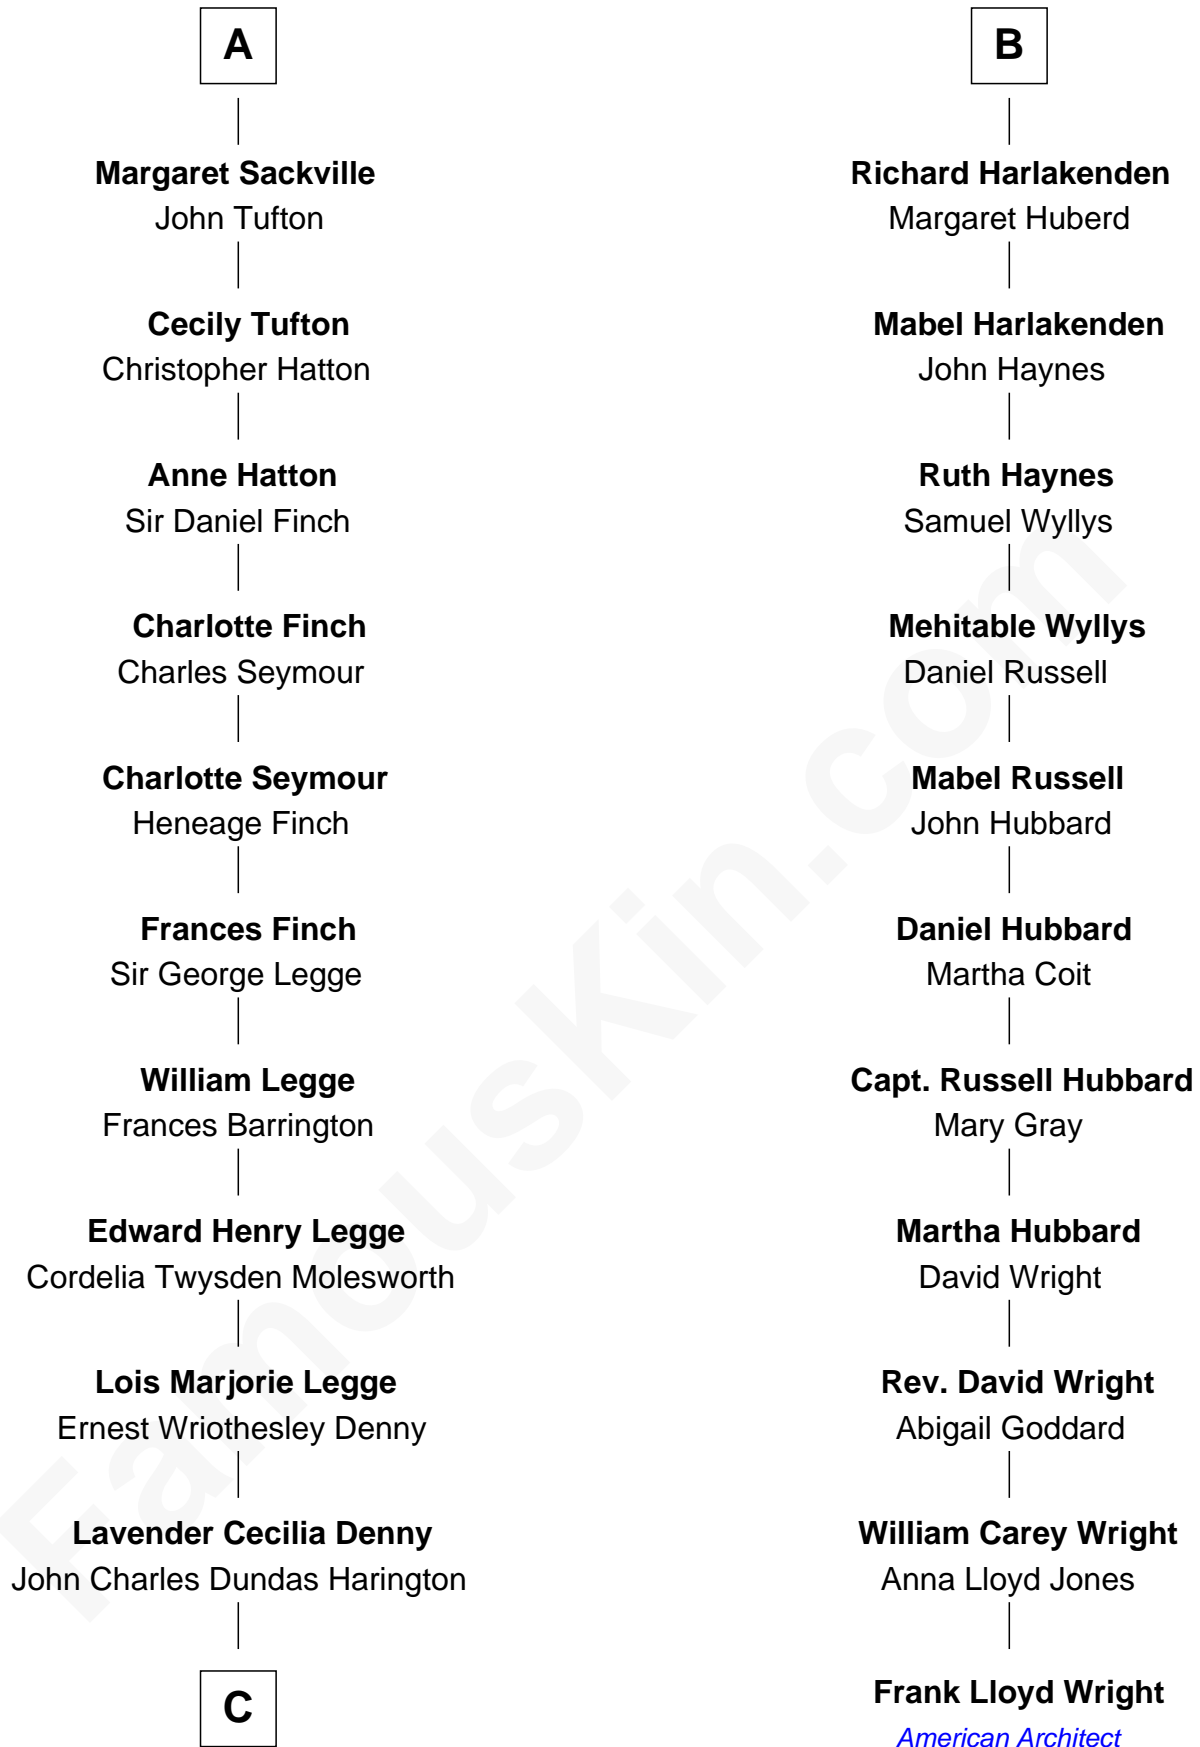 A
Margaret Sackville
John Tufton
Cecily Tufton
Christopher Hatton
Anne Hatton
Sir Daniel Finch
Charlotte Finch
Charles Seymour
Charlotte Seymour
Heneage Finch
Frances Finch
Sir George Legge
William Legge
Frances Barrington
Edward Henry Legge
Cordelia Twysden Molesworth
Lois Marjorie Legge
Ernest Wriothesley Denny
Lavender Cecilia Denny
John Charles Dundas Harington
C
B
Richard Harlakenden
Margaret Huberd
Mabel Harlakenden
John Haynes
Ruth Haynes
Samuel Wyllys
Mehitable Wyllys
Daniel Russell
Mabel Russell
John Hubbard
Daniel Hubbard
Martha Coit
Capt. Russell Hubbard
Mary Gray
Martha Hubbard
David Wright
Rev. David Wright
Abigail Goddard
William Carey Wright
Anna Lloyd Jones
Frank Lloyd Wright
American Architect
FamousKin.com